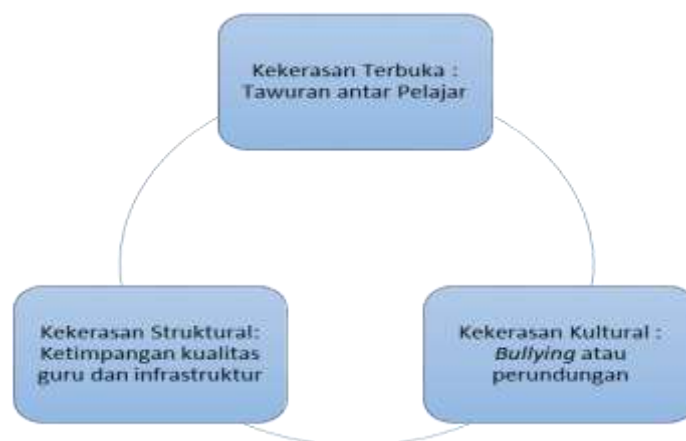 Kekerasan Terbuka :
Tawuran antar Pelajar
Kekerasan Struktural:
Ketimpangan kualitas
guru dan infrastruktur
Kekerasan Kultural :
Bullying atau
perundungan